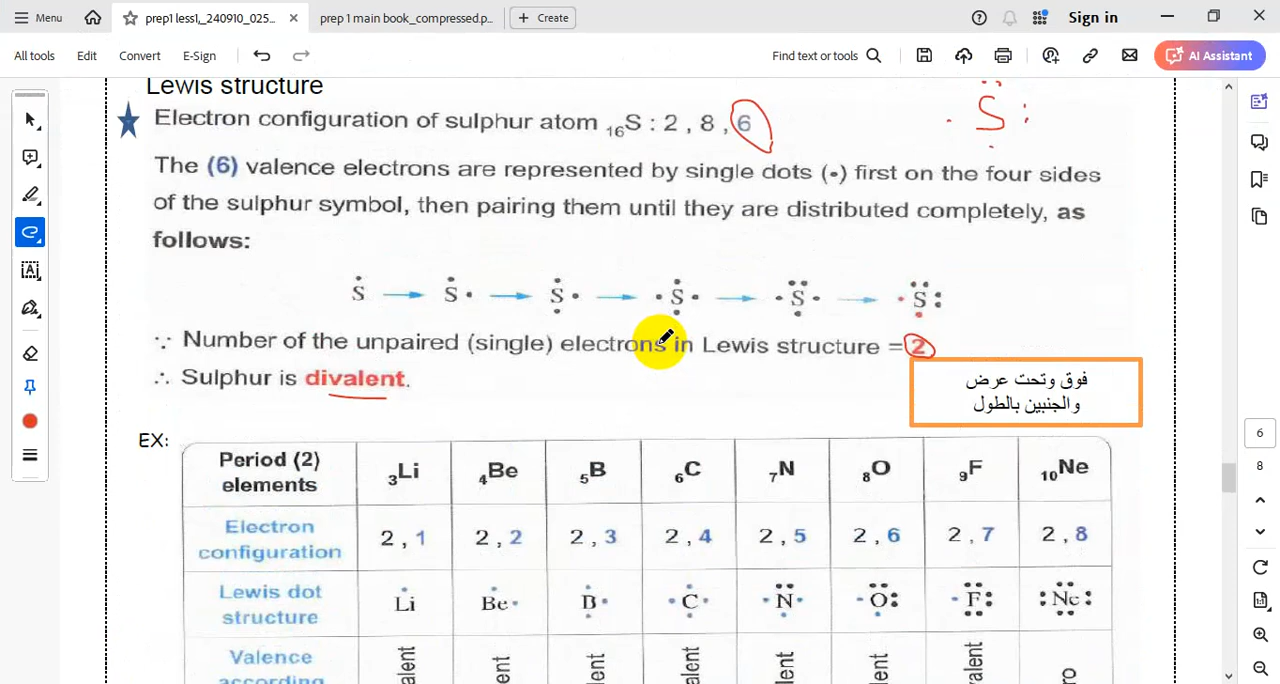 Menu
prep1 less1,_240910_025...
prep 1 main book_compressed.p...
Create
Sign in
All tools
Edit
Convert
E-Sign
Find text or tools
AI Assistant
Lewis structure
Electron configuration of sulphur atom ₁₆S : 2 , 8 , 6
S
The (6) valence electrons are represented by single dots (•) first on the four sides
of the sulphur symbol, then pairing them until they are distributed completely, as
follows:
S S S S S S
∵ Number of the unpaired (single) electrons in Lewis structure = 2
∴ Sulphur is divalent.
فوق وتحت عرض
والجنبين بالطول
6
8
EX:
Period (2) elements ₃Li ₄Be ₅B ₆C ₇N ₈O ₉F ₁₀Ne
Electron configuration 2 , 1 2 , 2 2 , 3 2 , 4 2 , 5 2 , 6 2 , 7 2 , 8
Lewis dot structure Li Be B C N O F Ne
Valence according